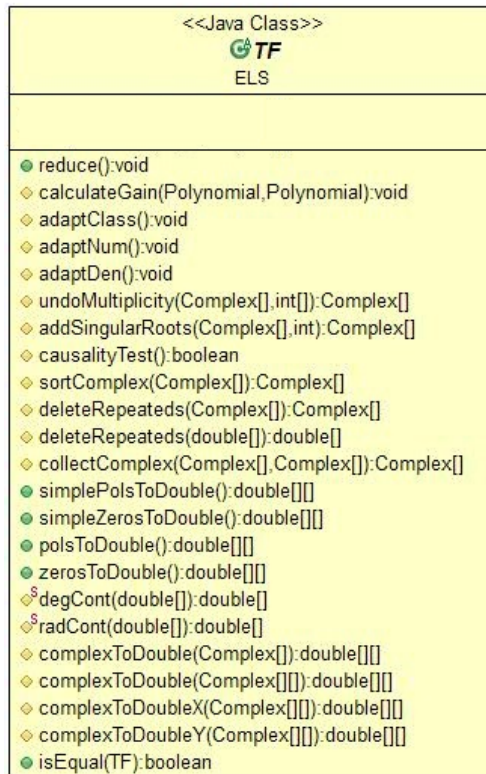 <<Java Class>>
TF
ELS
reduce():void
calculateGain(Polynomial,Polynomial):void
adaptClass():void
adaptNum():void
adaptDen():void
undoMultiplicity(Complex[],int[]):Complex[]
addSingularRoots(Complex[],int):Complex[]
causalityTest():boolean
sortComplex(Complex[]):Complex[]
deleteRepeateds(Complex[]):Complex[]
deleteRepeateds(double[]):double[]
collectComplex(Complex[],Complex[]):Complex[]
simplePolsToDouble():double[][]
simpleZerosToDouble():double[][]
polsToDouble():double[][]
zerosToDouble():double[][]
S degCont(double[]):double[]
S radCont(double[]):double[]
complexToDouble(Complex[]):double[][]
complexToDouble(Complex[][]):double[][]
complexToDoubleX(Complex[][]):double[][]
complexToDoubleY(Complex[][]):double[][]
isEqual(TF):boolean